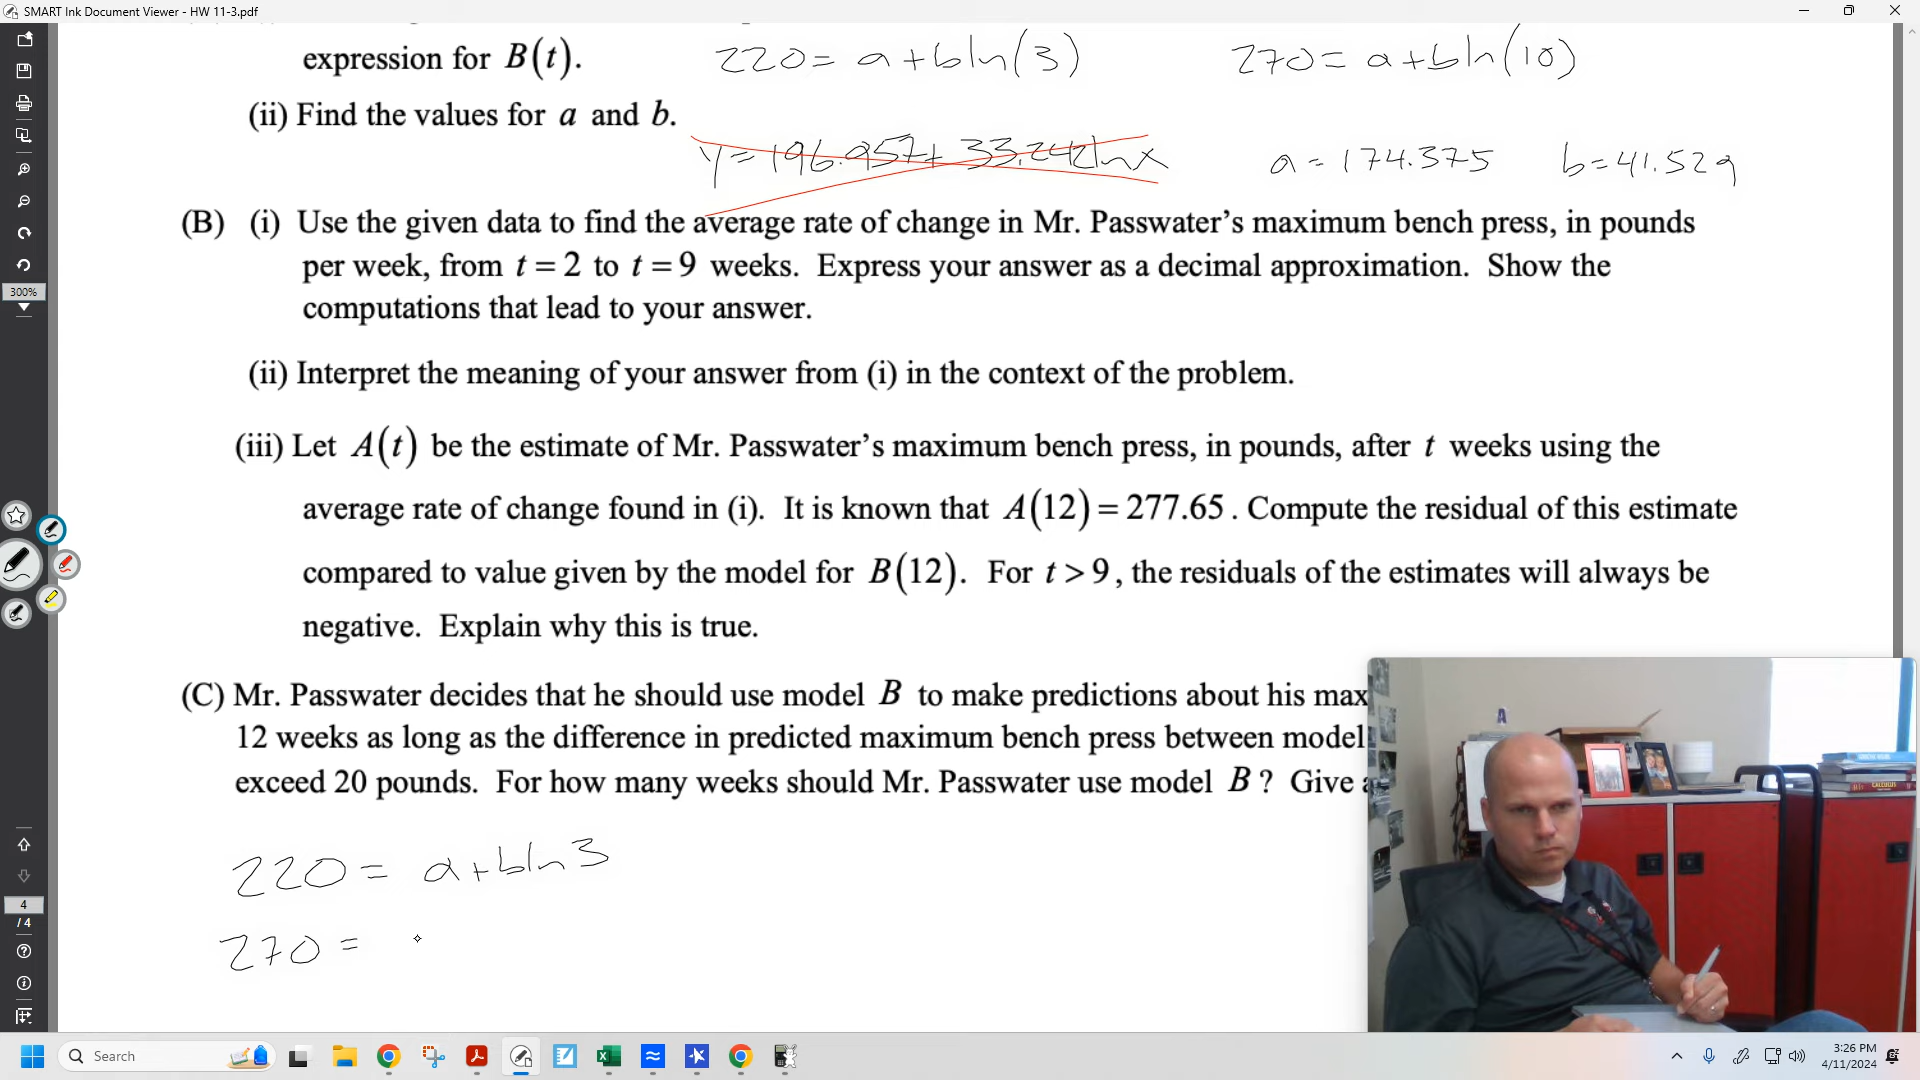 SMART Ink Document Viewer - HW 11-3.pdf
expression for B(t).
220 = a+bln(3)
270 = a+bln(10)
(ii) Find the values for a and b.
y = 196.957+ 33.242lnx
a = 174.375
b=41.529
(B) (i) Use the given data to find the average rate of change in Mr. Passwater's maximum bench press, in pounds
per week, from t = 2 to t = 9 weeks. Express your answer as a decimal approximation. Show the
computations that lead to your answer.
(ii) Interpret the meaning of your answer from (i) in the context of the problem.
(iii) Let A(t) be the estimate of Mr. Passwater's maximum bench press, in pounds, after t weeks using the
average rate of change found in (i). It is known that A(12) = 277.65. Compute the residual of this estimate
compared to value given by the model for B(12). For t > 9, the residuals of the estimates will always be
negative. Explain why this is true.
(C) Mr. Passwater decides that he should use model B to make predictions about his max
12 weeks as long as the difference in predicted maximum bench press between model
exceed 20 pounds. For how many weeks should Mr. Passwater use model B? Give a
220 = a+bln3
270 =
300%
4
/ 4
A
CALCULUS
Search
3:26 PM
4/11/2024